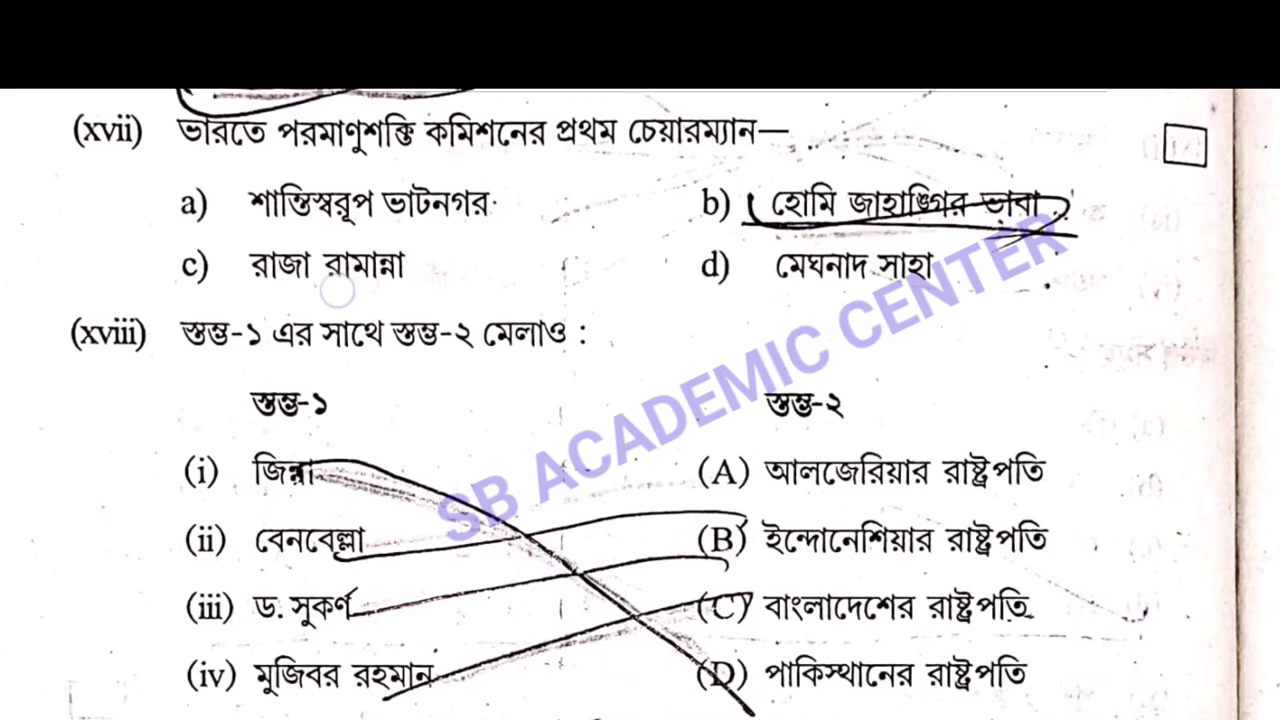 (xvii) ভারতে পরমাণুশক্তি কমিশনের প্রথম চেয়ারম্যান—
a) শান্তিস্বরূপ ভাটনগর b) হোমি জাহাঙ্গির ভাবা
c) রাজা রামান্না d) মেঘনাদ সাহা
(xviii) স্তম্ভ-১ এর সাথে স্তম্ভ-২ মেলাও :
স্তম্ভ-১ স্তম্ভ-২
(i) জিন্না (A) আলজেরিয়ার রাষ্ট্রপতি
(ii) বেনবেল্লা (B) ইন্দোনেশিয়ার রাষ্ট্রপতি
(iii) ড. সুকর্ণ (C) বাংলাদেশের রাষ্ট্রপতি
(iv) মুজিবর রহমান (D) পাকিস্থানের রাষ্ট্রপতি
SB ACADEMIC CENTER